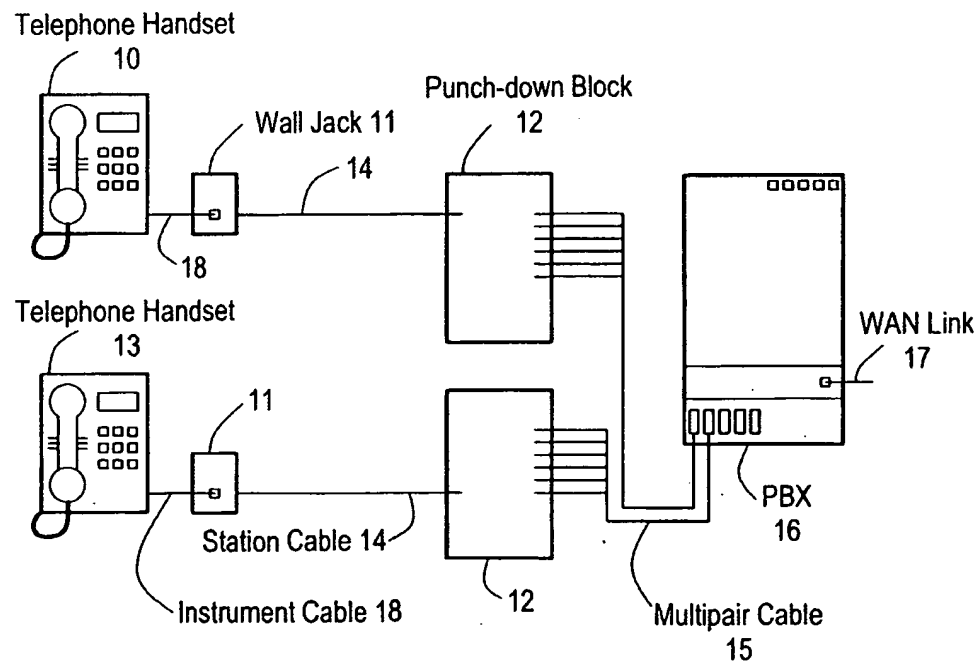 Telephone Handset
10
Wall Jack 11
14
Punch-down Block
12
18
Telephone Handset
13
11
WAN Link
17
Station Cable 14
PBX
16
Instrument Cable 18
12
Multipair Cable
15